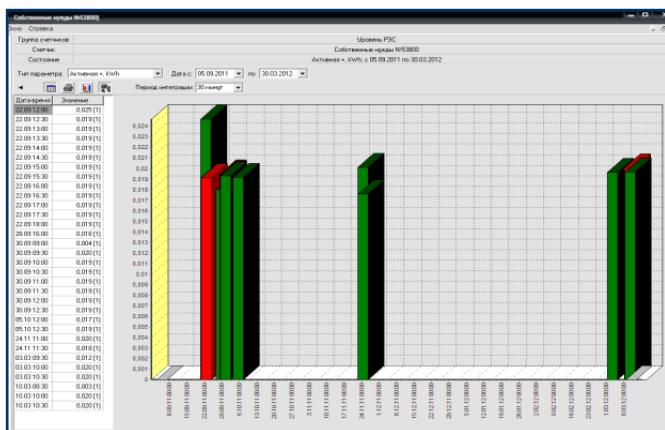 Собственные нужды №53800]
Окно Справка
Группа счетчиков Уровень РЭС
Счетчик Собственные нужды №53800
Состояние Активная +, kWh; с 05.09.2011 по 30.03.2012
Тип параметра: Активная +, kWh Дата с: 05.09.2011 по 30.03.2012
Период интеграции: 30 минут
Дата-время Значение
22.09 12:00 0,025 [1]
22.09 12:30 0,019 [1]
22.09 13:00 0,019 [1]
22.09 13:30 0,019 [1]
22.09 14:00 0,019 [1]
22.09 14:30 0,019 [1]
22.09 15:00 0,019 [1]
22.09 15:30 0,019 [1]
22.09 16:00 0,019 [1]
22.09 16:30 0,019 [1]
22.09 17:00 0,019 [1]
22.09 17:30 0,019 [1]
22.09 18:00 0,019 [1]
28.09 16:00 0,018 [1]
30.09 09:00 0,004 [1]
30.09 09:30 0,020 [1]
30.09 10:00 0,019 [1]
30.09 10:30 0,019 [1]
30.09 11:00 0,019 [1]
30.09 11:30 0,019 [1]
30.09 12:00 0,019 [1]
30.09 12:30 0,019 [1]
05.10 12:00 0,017 [1]
05.10 12:30 0,019 [1]
24.11 11:00 0,020 [1]
24.11 11:30 0,018 [1]
03.03 09:30 0,012 [1]
03.03 10:00 0,020 [1]
03.03 10:30 0,020 [1]
10.03 08:30 0,003 [1]
10.03 10:00 0,020 [1]
10.03 10:30 0,020 [1]
0,024
0,023
0,022
0,021
0,02
0,019
0,018
0,017
0,016
0,015
0,014
0,013
0,012
0,011
0,01
0,009
0,008
0,007
0,006
0,005
0,004
0,003
0,002
0,001
0